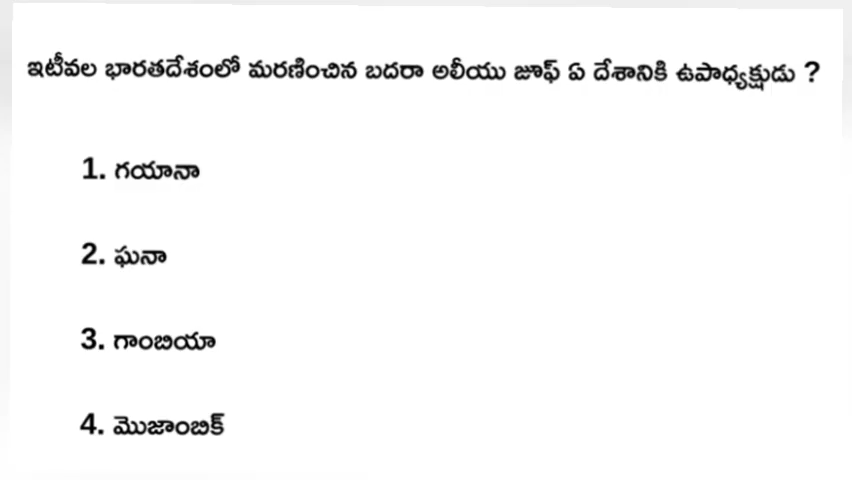 ఇటీవల భారతదేశంలో మరణించిన బదరా అలీయు జూఫ్ ఏ దేశానికి ఉపాధ్యక్షుడు ?
1. గయానా
2. ఘనా
3. గాంబియా
4. మొజాంబిక్